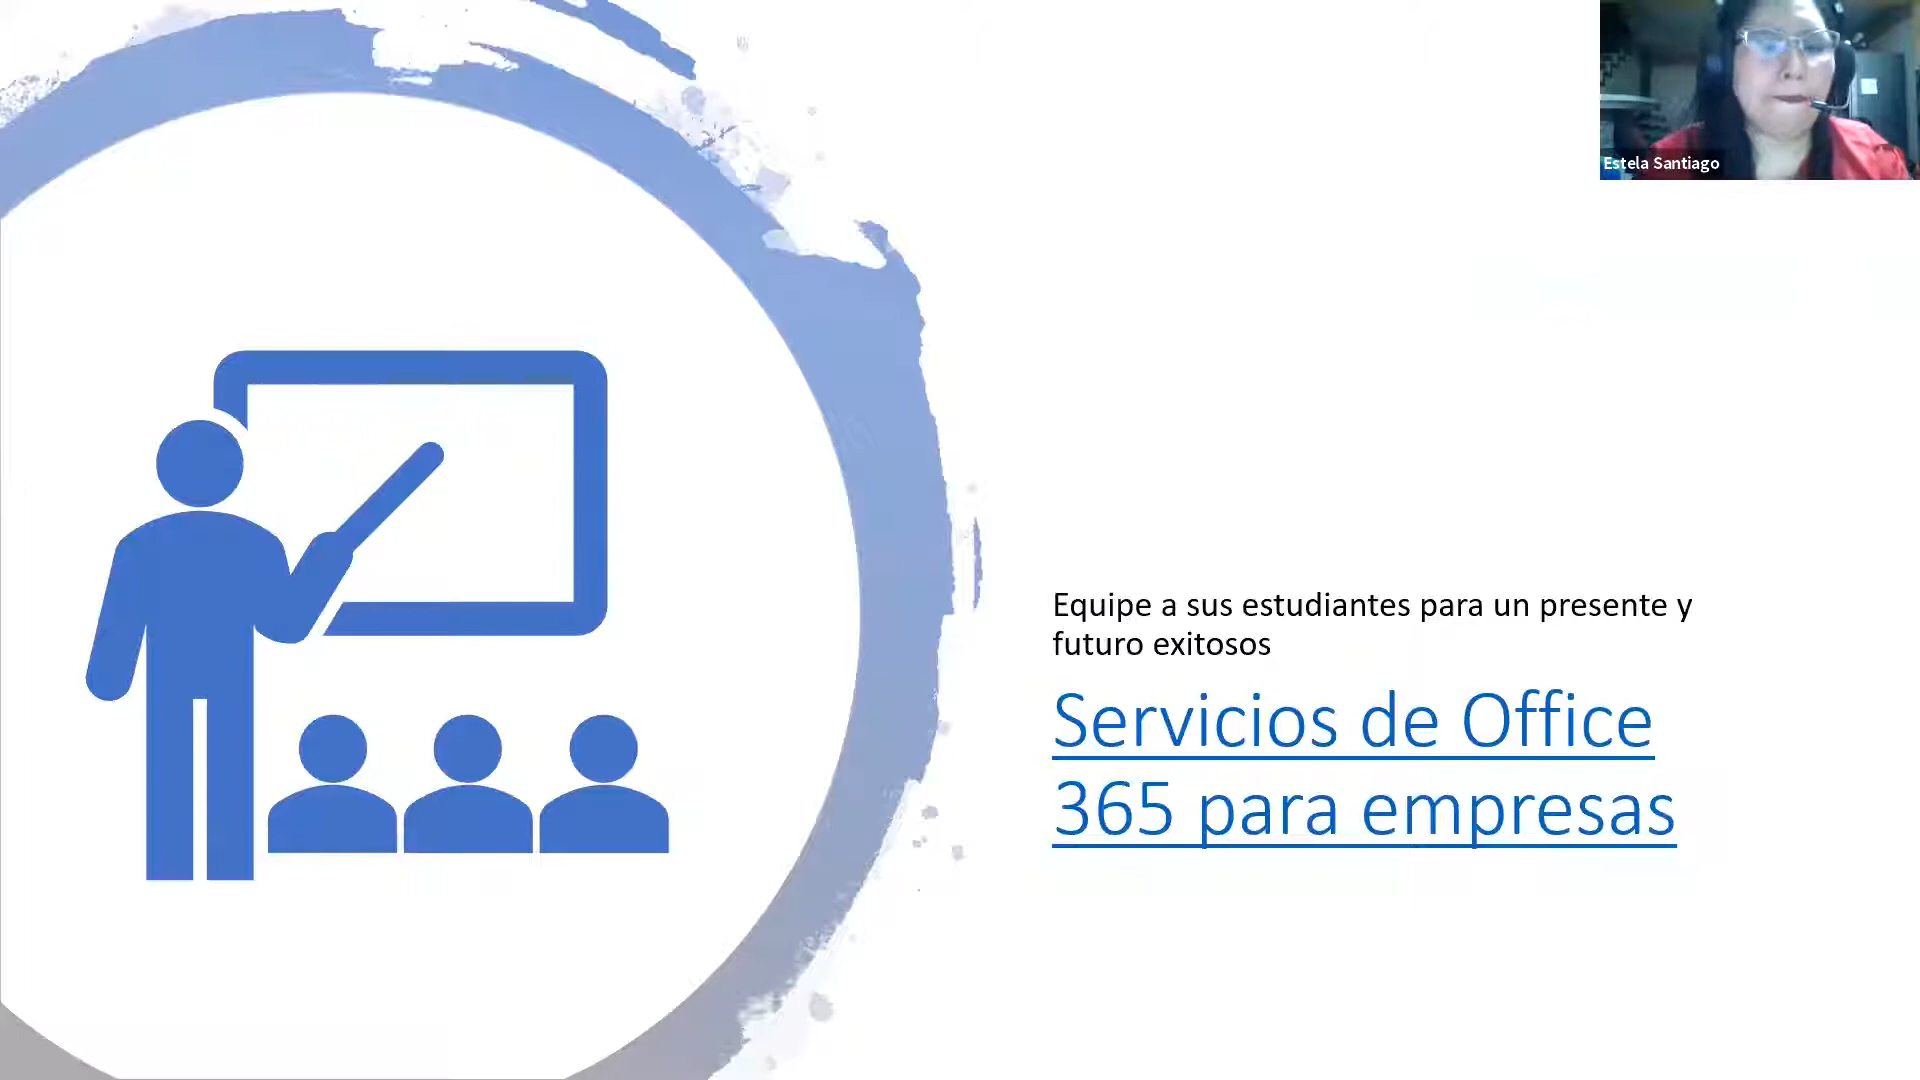 Estela Santiago
Equipe a sus estudiantes para un presente y
futuro exitosos
Servicios de Office
365 para empresas